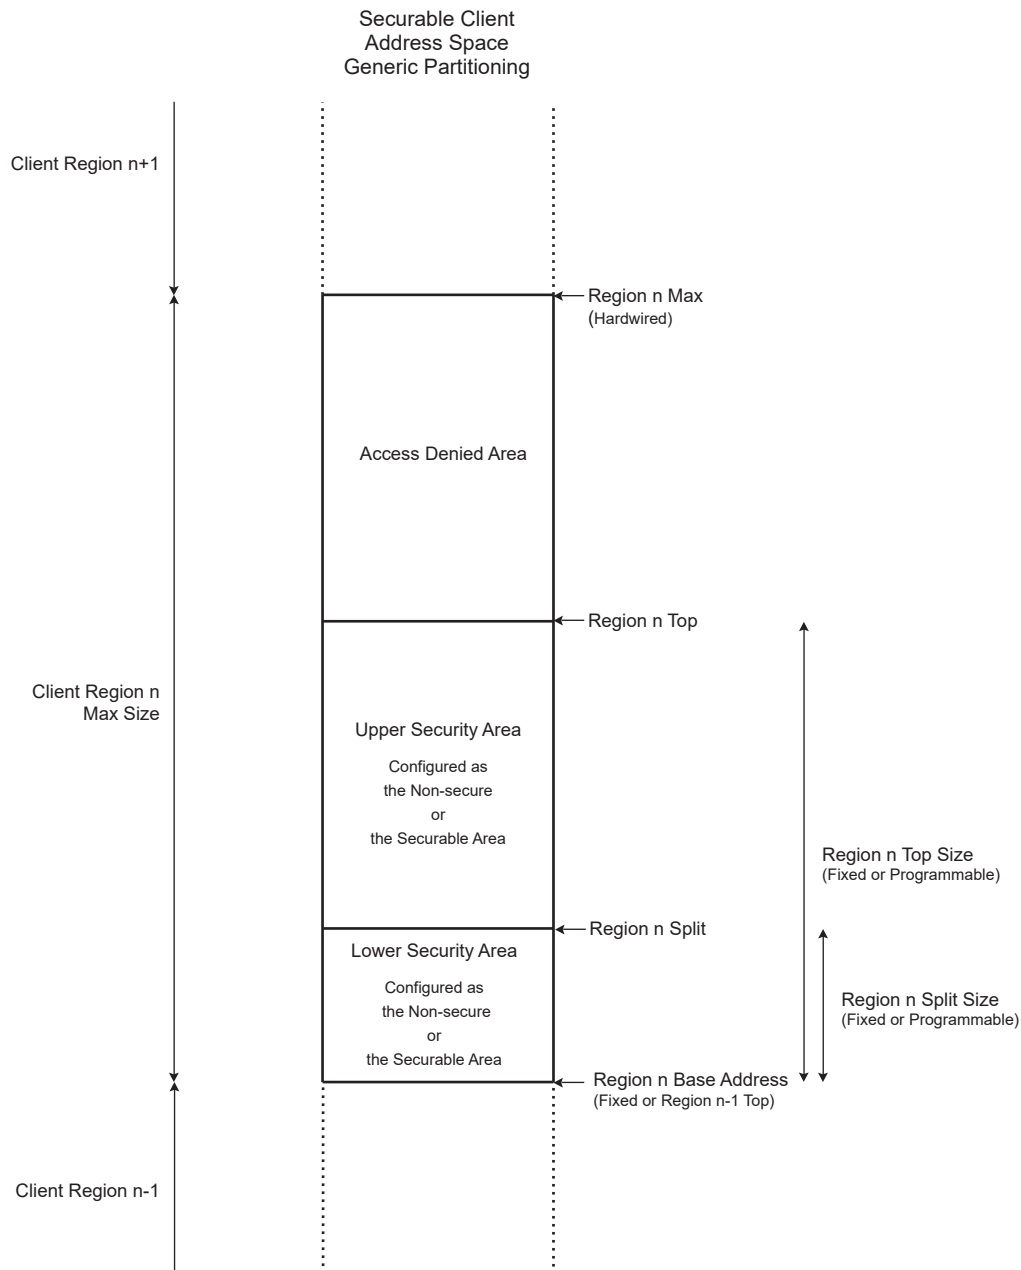 Securable Client
Address Space
Generic Partitioning
Client Region n+1
Region n Max
(Hardwired)
Access Denied Area
Region n Top
Client Region n
Max Size
Upper Security Area
Configured as
the Non-secure
or
the Securable Area
Region n Top Size
(Fixed or Programmable)
Region n Split
Lower Security Area
Configured as
the Non-secure
or
the Securable Area
Region n Split Size
(Fixed or Programmable)
Region n Base Address
(Fixed or Region n-1 Top)
Client Region n-1